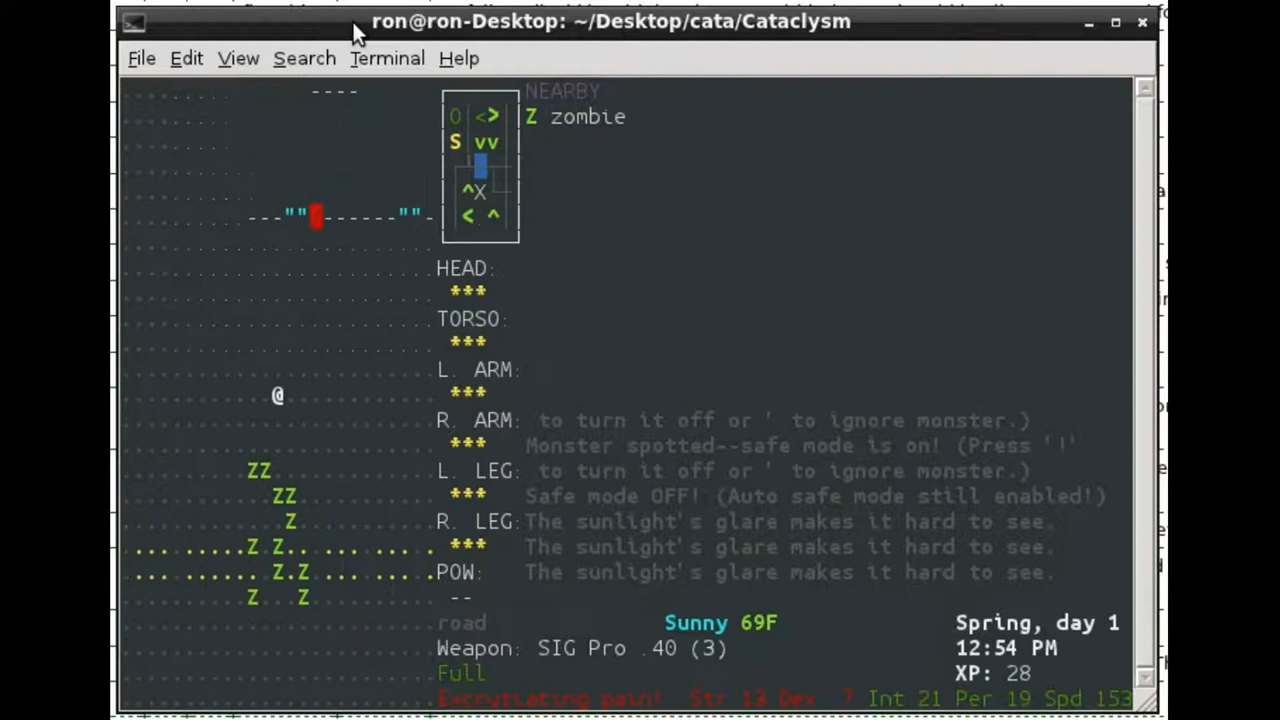 ron@ron-Desktop: ~/Desktop/cata/Cataclysm
File Edit View Search Terminal Help
NEARBY
O <> Z zombie
S vv
^X
---""------""- < ^
HEAD:
***
TORSO:
***
L. ARM:
@ ***
R. ARM: to turn it off or ' to ignore monster.)
*** Monster spotted--safe mode is on! (Press '!'
ZZ L. LEG: to turn it off or ' to ignore monster.)
ZZ *** Safe mode OFF! (Auto safe mode still enabled!)
Z R. LEG: The sunlight's glare makes it hard to see.
Z Z *** The sunlight's glare makes it hard to see.
Z.Z POW: The sunlight's glare makes it hard to see.
Z Z --
road Sunny 69F Spring, day 1
Weapon: SIG Pro .40 (3) 12:54 PM
Full XP: 28
Excrutiating pain! Str 13 Dex 7 Int 21 Per 19 Spd 153